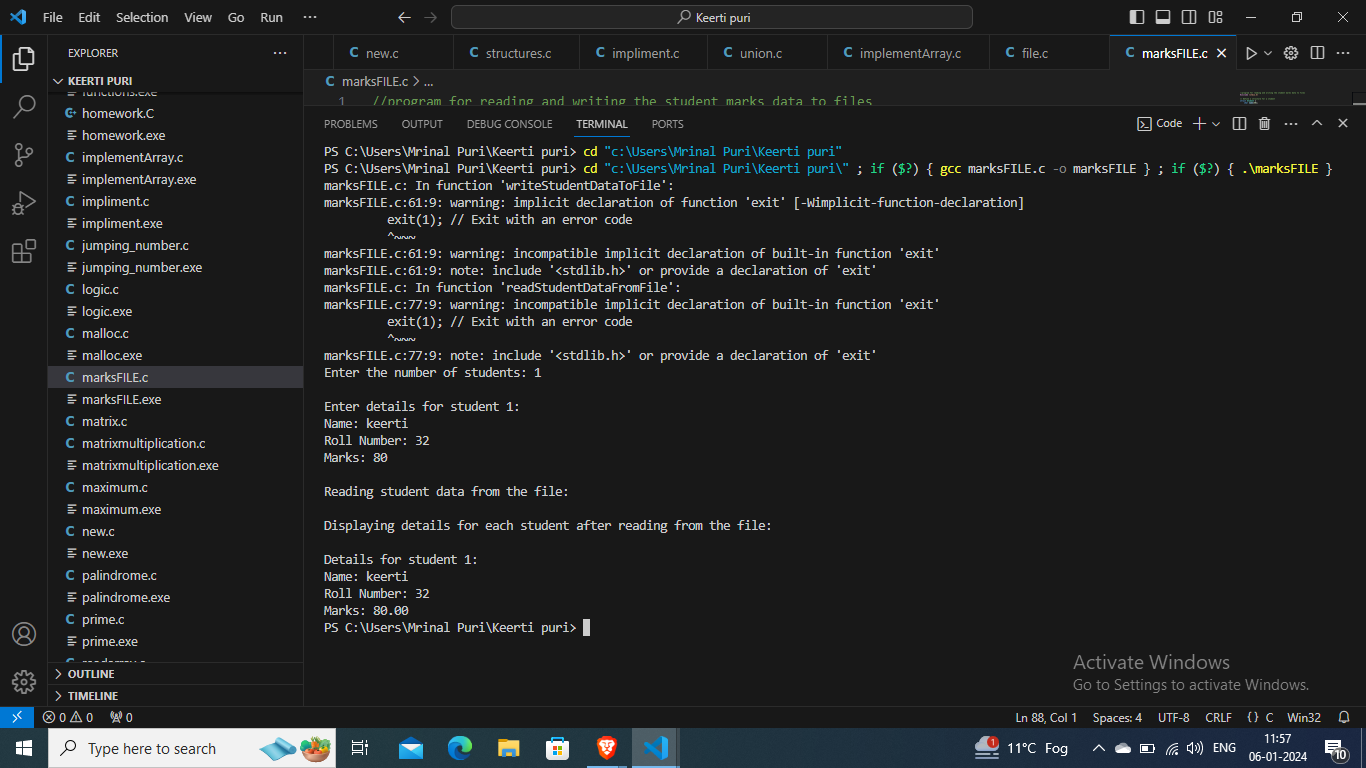 File Edit Selection View Go Run ··· Keerti puri
EXPLORER ···
KEERTI PURI
functions.exe
homework.C
homework.exe
implementArray.c
implementArray.exe
impliment.c
impliment.exe
jumping_number.c
jumping_number.exe
logic.c
logic.exe
malloc.c
malloc.exe
marksFILE.c
marksFILE.exe
matrix.c
matrixmultiplication.c
matrixmultiplication.exe
maximum.c
maximum.exe
new.c
new.exe
palindrome.c
palindrome.exe
prime.c
prime.exe
OUTLINE
TIMELINE
new.c structures.c impliment.c union.c implementArray.c file.c marksFILE.c
marksFILE.c > ...
1 //program for reading and writing the student marks data to files
PROBLEMS OUTPUT DEBUG CONSOLE TERMINAL PORTS Code
PS C:\Users\Mrinal Puri\Keerti puri> cd "c:\Users\Mrinal Puri\Keerti puri"
PS C:\Users\Mrinal Puri\Keerti puri> cd "c:\Users\Mrinal Puri\Keerti puri\" ; if ($?) { gcc marksFILE.c -o marksFILE } ; if ($?) { .\marksFILE }
marksFILE.c: In function 'writeStudentDataToFile':
marksFILE.c:61:9: warning: implicit declaration of function 'exit' [-Wimplicit-function-declaration]
exit(1); // Exit with an error code
^~~~
marksFILE.c:61:9: warning: incompatible implicit declaration of built-in function 'exit'
marksFILE.c:61:9: note: include '<stdlib.h>' or provide a declaration of 'exit'
marksFILE.c: In function 'readStudentDataFromFile':
marksFILE.c:77:9: warning: incompatible implicit declaration of built-in function 'exit'
exit(1); // Exit with an error code
^~~~
marksFILE.c:77:9: note: include '<stdlib.h>' or provide a declaration of 'exit'
Enter the number of students: 1
Enter details for student 1:
Name: keerti
Roll Number: 32
Marks: 80
Reading student data from the file:
Displaying details for each student after reading from the file:
Details for student 1:
Name: keerti
Roll Number: 32
Marks: 80.00
PS C:\Users\Mrinal Puri\Keerti puri>
Activate Windows
Go to Settings to activate Windows.
0 0 0 Ln 88, Col 1 Spaces: 4 UTF-8 CRLF {} C Win32
Type here to search 1 11°C Fog ENG 11:57
06-01-2024 10